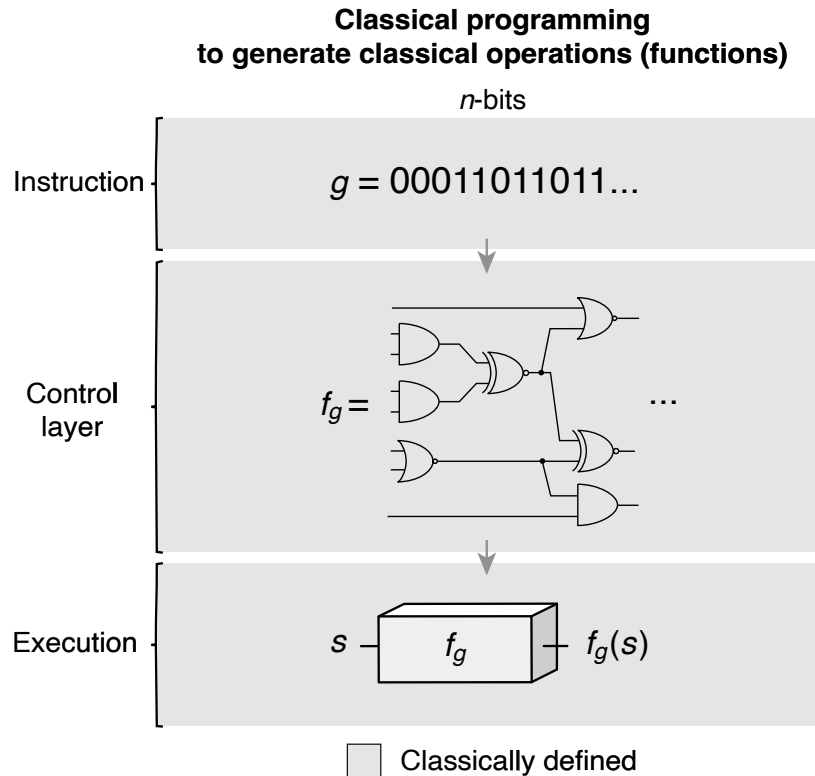 Classical programming
to generate classical operations (functions)
n-bits
Instruction
g = 00011011011...
Control
layer
f_g =
...
Execution
s
f_g
f_g(s)
Classically defined